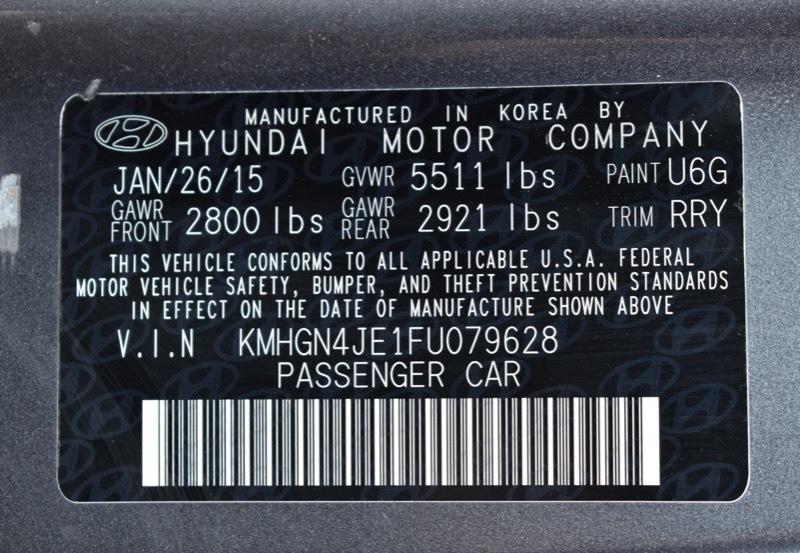 MANUFACTURED IN KOREA BY
HYUNDAI MOTOR COMPANY
JAN/26/15 GVWR 5511 lbs PAINT U6G
GAWR FRONT 2800 lbs GAWR REAR 2921 lbs TRIM RRY
THIS VEHICLE CONFORMS TO ALL APPLICABLE U.S.A. FEDERAL
MOTOR VEHICLE SAFETY, BUMPER, AND THEFT PREVENTION STANDARDS
IN EFFECT ON THE DATE OF MANUFACTURE SHOWN ABOVE
V.I.N KMHGN4JE1FU079628
PASSENGER CAR